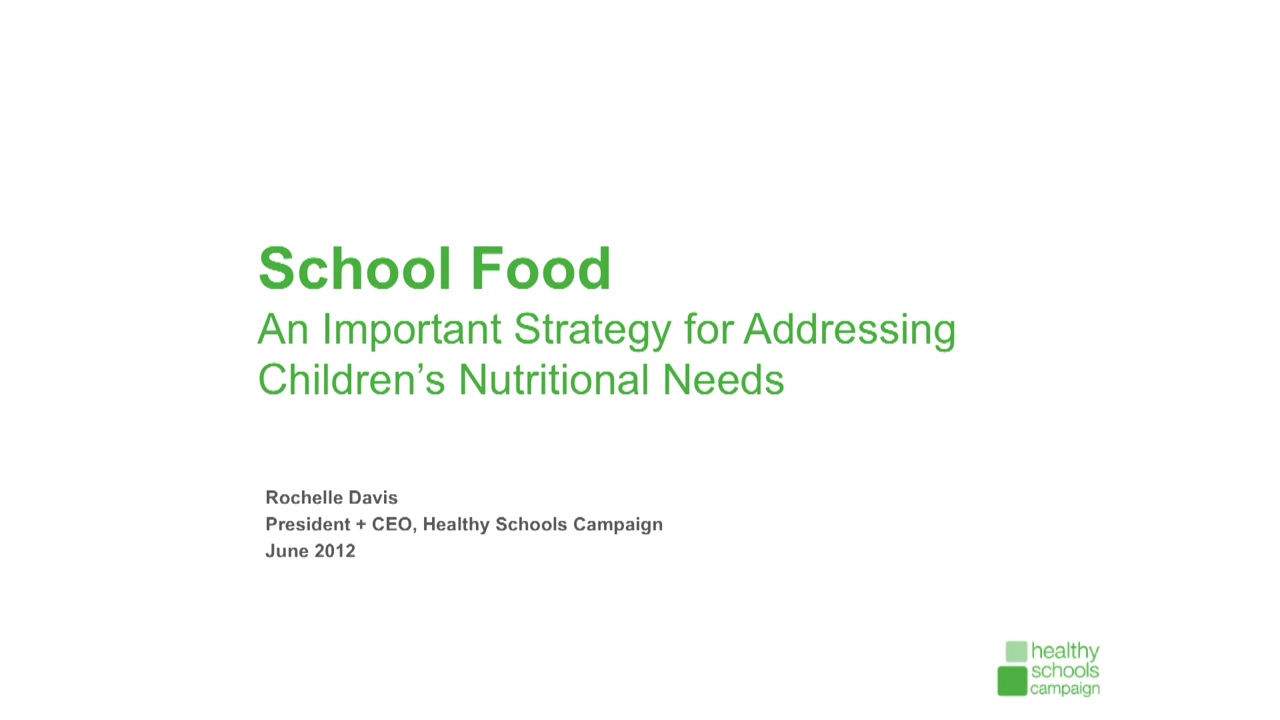 School Food
An Important Strategy for Addressing
Children’s Nutritional Needs
Rochelle Davis
President + CEO, Healthy Schools Campaign
June 2012
healthy
schools
campaign